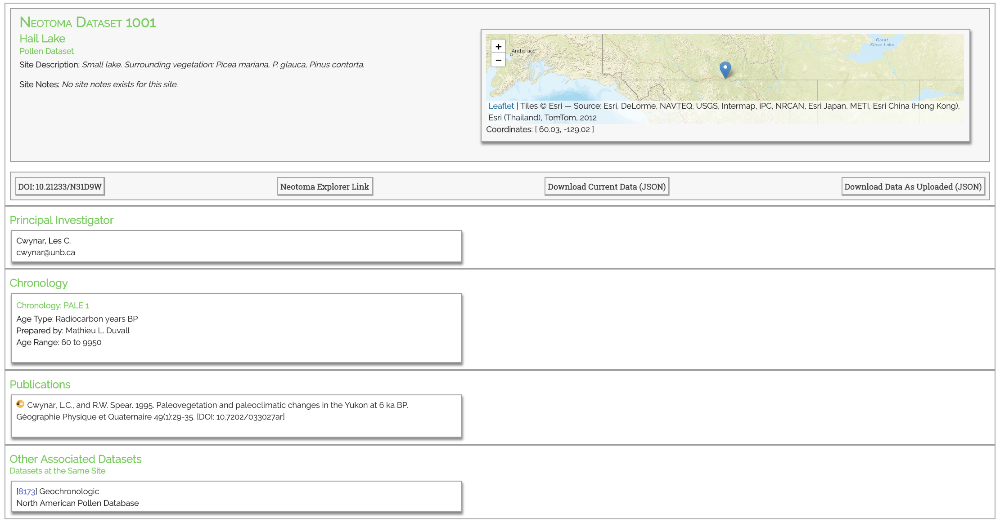 Neotoma Dataset 1001
Hail Lake
Pollen Dataset
Site Description: Small lake. Surrounding vegetation: Picea mariana, P. glauca, Pinus contorta.
Site Notes: No site notes exists for this site.
+
−
Anchorage
Great
Slave Lake
Leaflet | Tiles © Esri — Source: Esri, DeLorme, NAVTEQ, USGS, Intermap, iPC, NRCAN, Esri Japan, METI, Esri China (Hong Kong),
Esri (Thailand), TomTom, 2012
Coordinates: [ 60.03, -129.02 ]
DOI: 10.21233/N31D9W
Neotoma Explorer Link
Download Current Data (JSON)
Download Data As Uploaded (JSON)
Principal Investigator
Cwynar, Les C.
cwynar@unb.ca
Chronology
Chronology: PALE 1
Age Type: Radiocarbon years BP
Prepared by: Mathieu L. Duvall
Age Range: 60 to 9950
Publications
doi Cwynar, L.C., and R.W. Spear. 1995. Paleovegetation and paleoclimatic changes in the Yukon at 6 ka BP.
Géographie Physique et Quaternaire 49(1):29-35. [DOI: 10.7202/033027ar]
Other Associated Datasets
Datasets at the Same Site
[8173] Geochronologic
North American Pollen Database